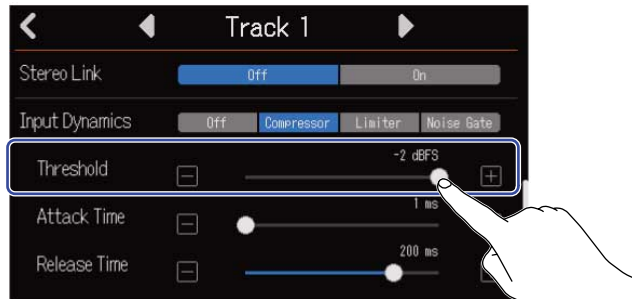 Track 1
Stereo Link Off On
Input Dynamics Off Compressor Limiter Noise Gate
Threshold -2 dBFS
Attack Time 1 ms
Release Time 200 ms